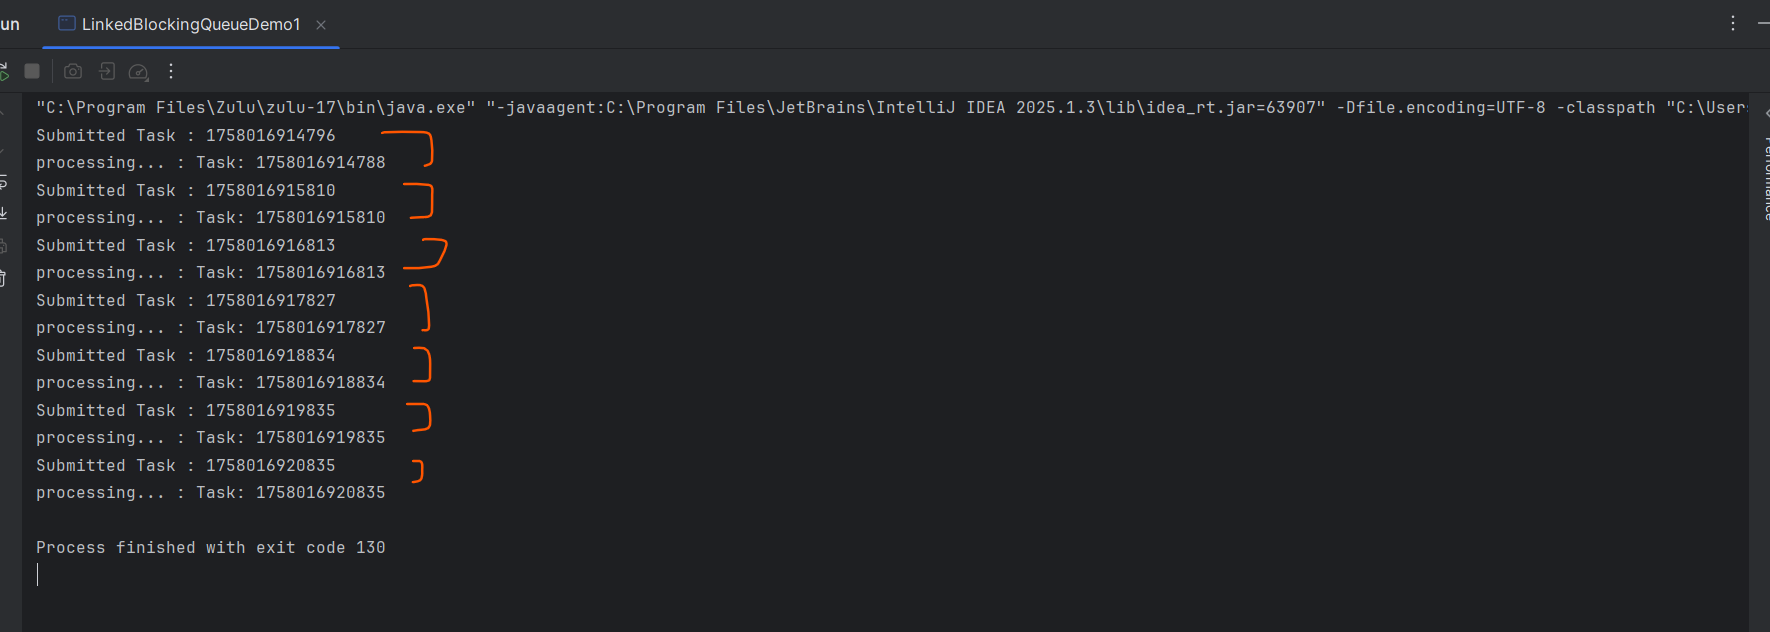 un
LinkedBlockingQueueDemo1
"C:\Program Files\Zulu\zulu-17\bin\java.exe" "-javaagent:C:\Program Files\JetBrains\IntelliJ IDEA 2025.1.3\lib\idea_rt.jar=63907" -Dfile.encoding=UTF-8 -classpath "C:\User
Submitted Task : 1758016914796
processing... : Task: 1758016914788
Submitted Task : 1758016915810
processing... : Task: 1758016915810
Submitted Task : 1758016916813
processing... : Task: 1758016916813
Submitted Task : 1758016917827
processing... : Task: 1758016917827
Submitted Task : 1758016918834
processing... : Task: 1758016918834
Submitted Task : 1758016919835
processing... : Task: 1758016919835
Submitted Task : 1758016920835
processing... : Task: 1758016920835
Process finished with exit code 130